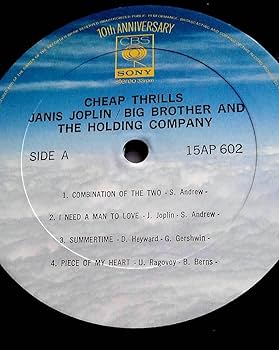 10th ANNIVERSARY
CBS
SONY
stereo 33rpm
CHEAP THRILLS
JANIS JOPLIN / BIG BROTHER AND
THE HOLDING COMPANY
SIDE A
15AP 602
1. COMBINATION OF THE TWO - S. Andrew -
2. I NEED A MAN TO LOVE - J. Joplin - S. Andrew -
3. SUMMERTIME - D. Heyward - G. Gershwin -
4. PIECE OF MY HEART - U. Ragovoy - B. Berns -